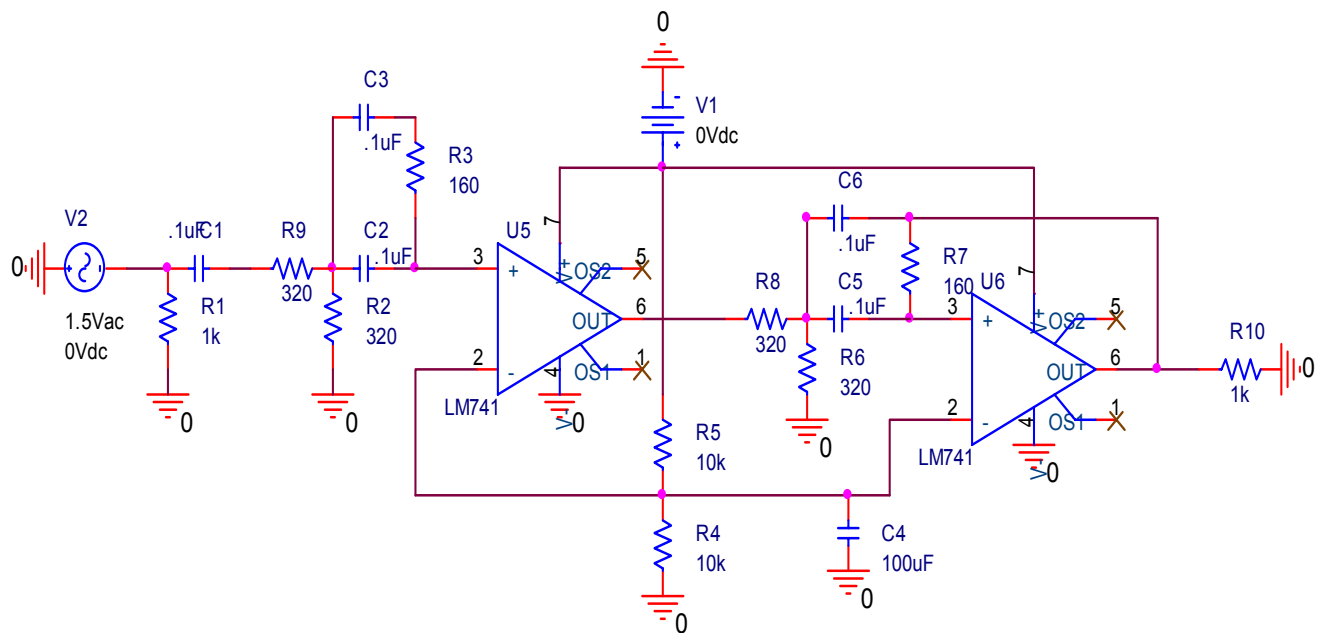 0
V1
0Vdc
-
+
C3
.1uF
R3
160
V2
0
1.5Vac
0Vdc
.1uF
C1
R1
1k
0
R9
320
C2
.1uF
R2
320
0
U5
7
V+
3
+
OS2
5
OUT
6
2
-
OS1
1
4
V-
0
LM741
R5
10k
R4
10k
0
C6
.1uF
R8
320
C5
.1uF
R7
160
R6
320
0
U6
7
V+
3
+
OS2
5
OUT
6
2
-
OS1
1
4
V-
0
LM741
R10
1k
0
C4
100uF
0